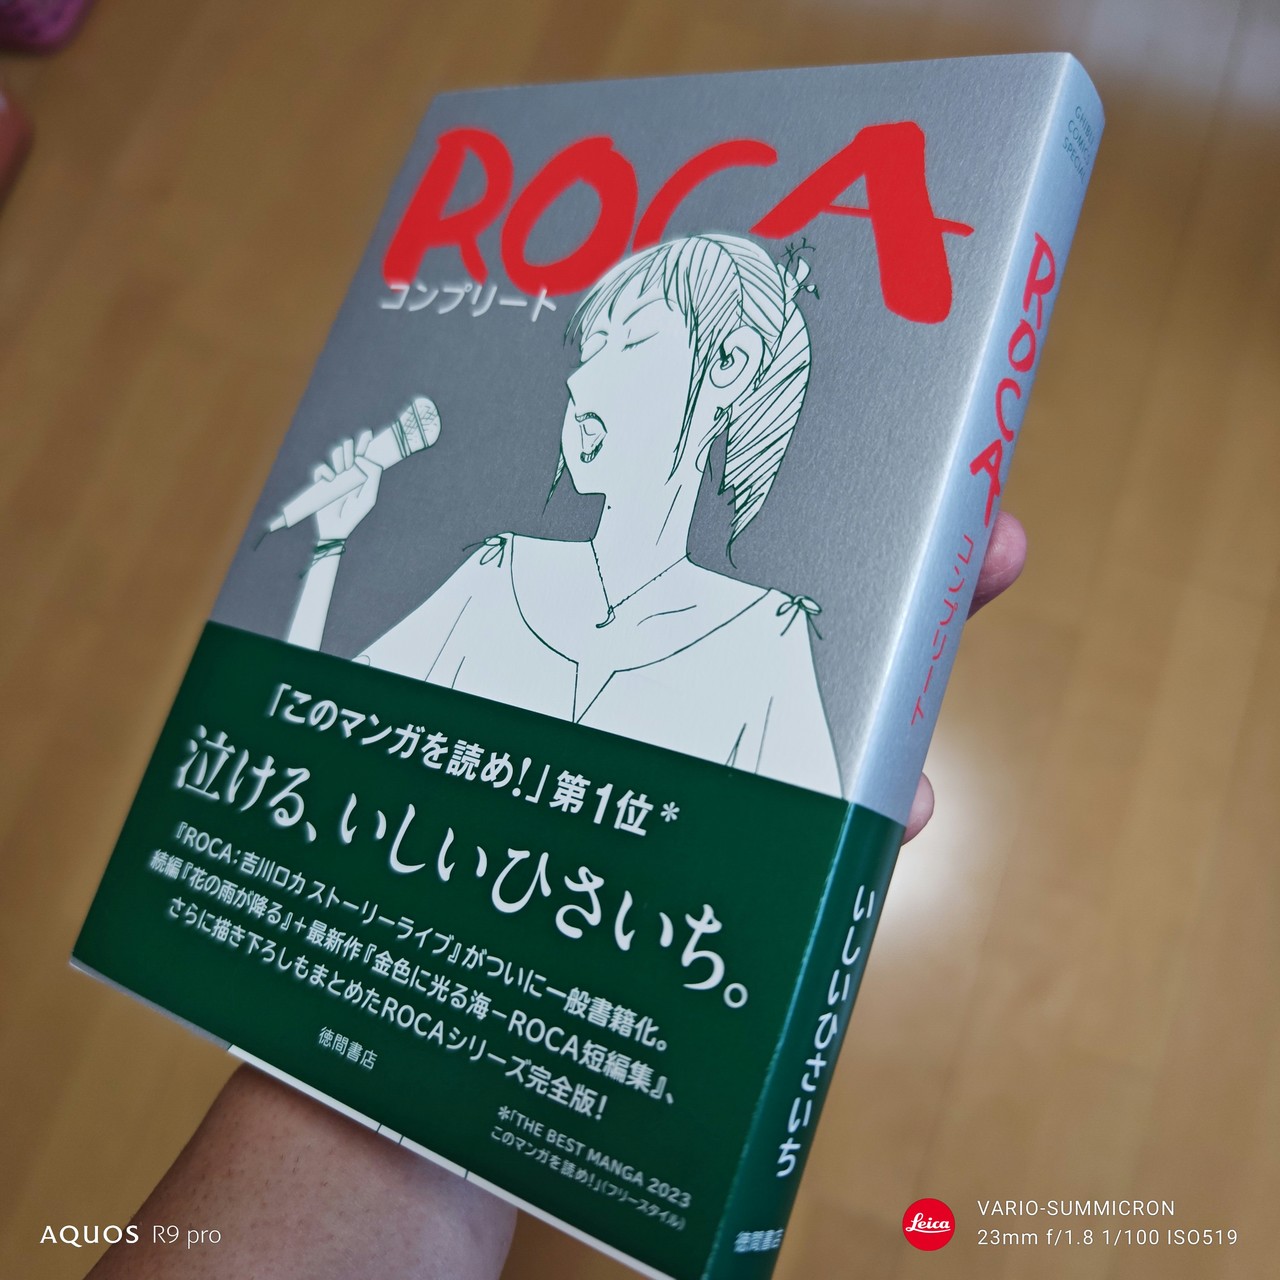 ROCA
コンプリート
「このマンガを読め!」第1位*
泣ける、いしいひさいち。
『ROCA:吉川ロカ ストーリーライブ』がついに一般書籍化。
続編『花の雨が降る』+最新作『金色に光る海-ROCA短編集』、
さらに描き下ろしもまとめたROCAシリーズ完全版!
徳間書店
*「THE BEST MANGA 2023
このマンガを読め!」(フリースタイル)
GHIBLI
COMICS
SPECIAL
ROCA コンプリート
いしいひさいち
徳間書店
AQUOS R9 pro
Leica
VARIO-SUMMICRON
23mm f/1.8 1/100 ISO519